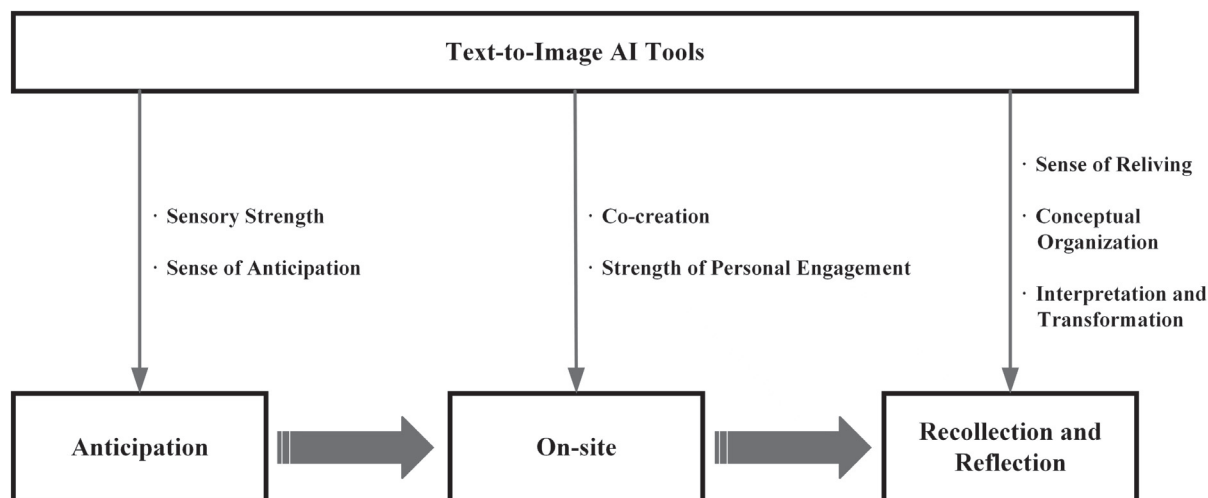 Text-to-Image AI Tools
· Sensory Strength
· Sense of Anticipation
· Co-creation
· Strength of Personal Engagement
· Sense of Reliving
· Conceptual
Organization
· Interpretation and
Transformation
Anticipation
On-site
Recollection and
Reflection